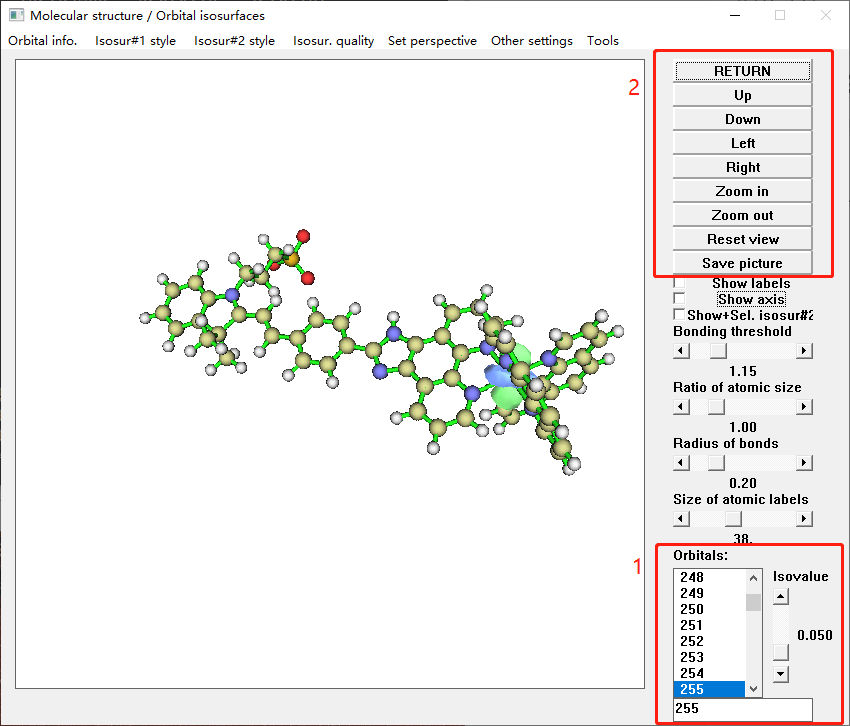 Molecular structure / Orbital isosurfaces
Orbital info. Isosur#1 style Isosur#2 style Isosur. quality Set perspective Other settings Tools
2
RETURN
Up
Down
Left
Right
Zoom in
Zoom out
Reset view
Save picture
Show labels
Show axis
Show+Sel. isosur#2
Bonding threshold
1.15
Ratio of atomic size
1.00
Radius of bonds
0.20
Size of atomic labels
38.
1
Orbitals:
248
249
250
251
252
253
254
255
255
Isovalue
0.050